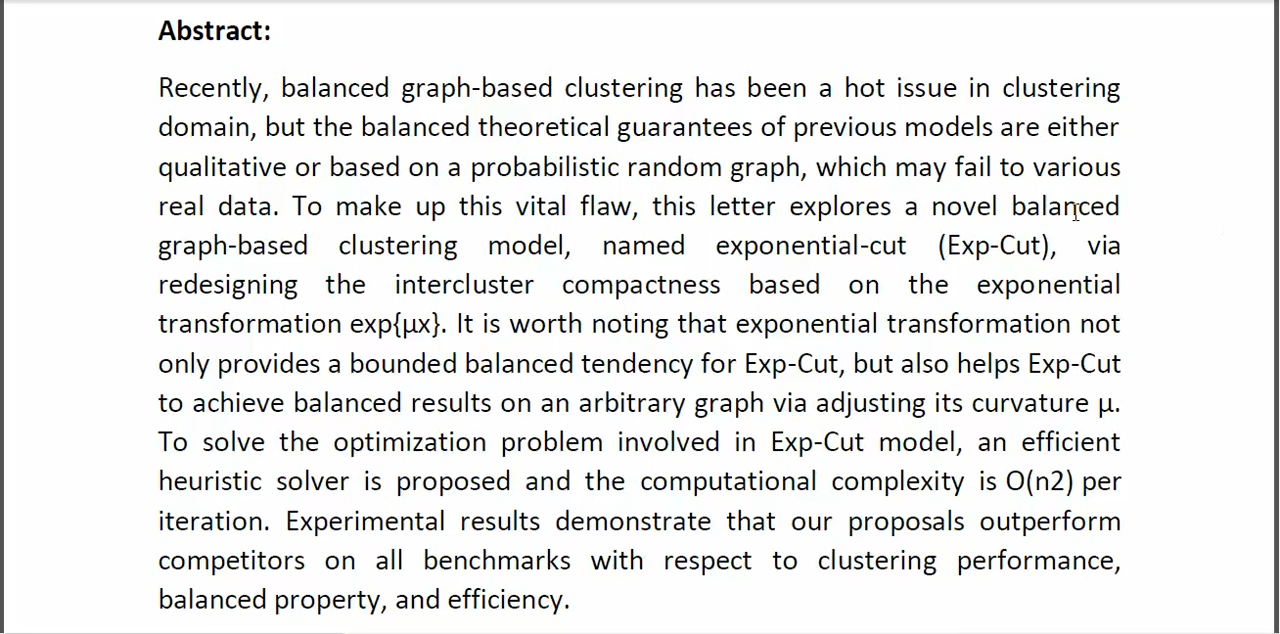 Abstract:
Recently, balanced graph-based clustering has been a hot issue in clustering
domain, but the balanced theoretical guarantees of previous models are either
qualitative or based on a probabilistic random graph, which may fail to various
real data. To make up this vital flaw, this letter explores a novel balanced
graph-based clustering model, named exponential-cut (Exp-Cut), via
redesigning the intercluster compactness based on the exponential
transformation exp{μx}. It is worth noting that exponential transformation not
only provides a bounded balanced tendency for Exp-Cut, but also helps Exp-Cut
to achieve balanced results on an arbitrary graph via adjusting its curvature μ.
To solve the optimization problem involved in Exp-Cut model, an efficient
heuristic solver is proposed and the computational complexity is O(n2) per
iteration. Experimental results demonstrate that our proposals outperform
competitors on all benchmarks with respect to clustering performance,
balanced property, and efficiency.